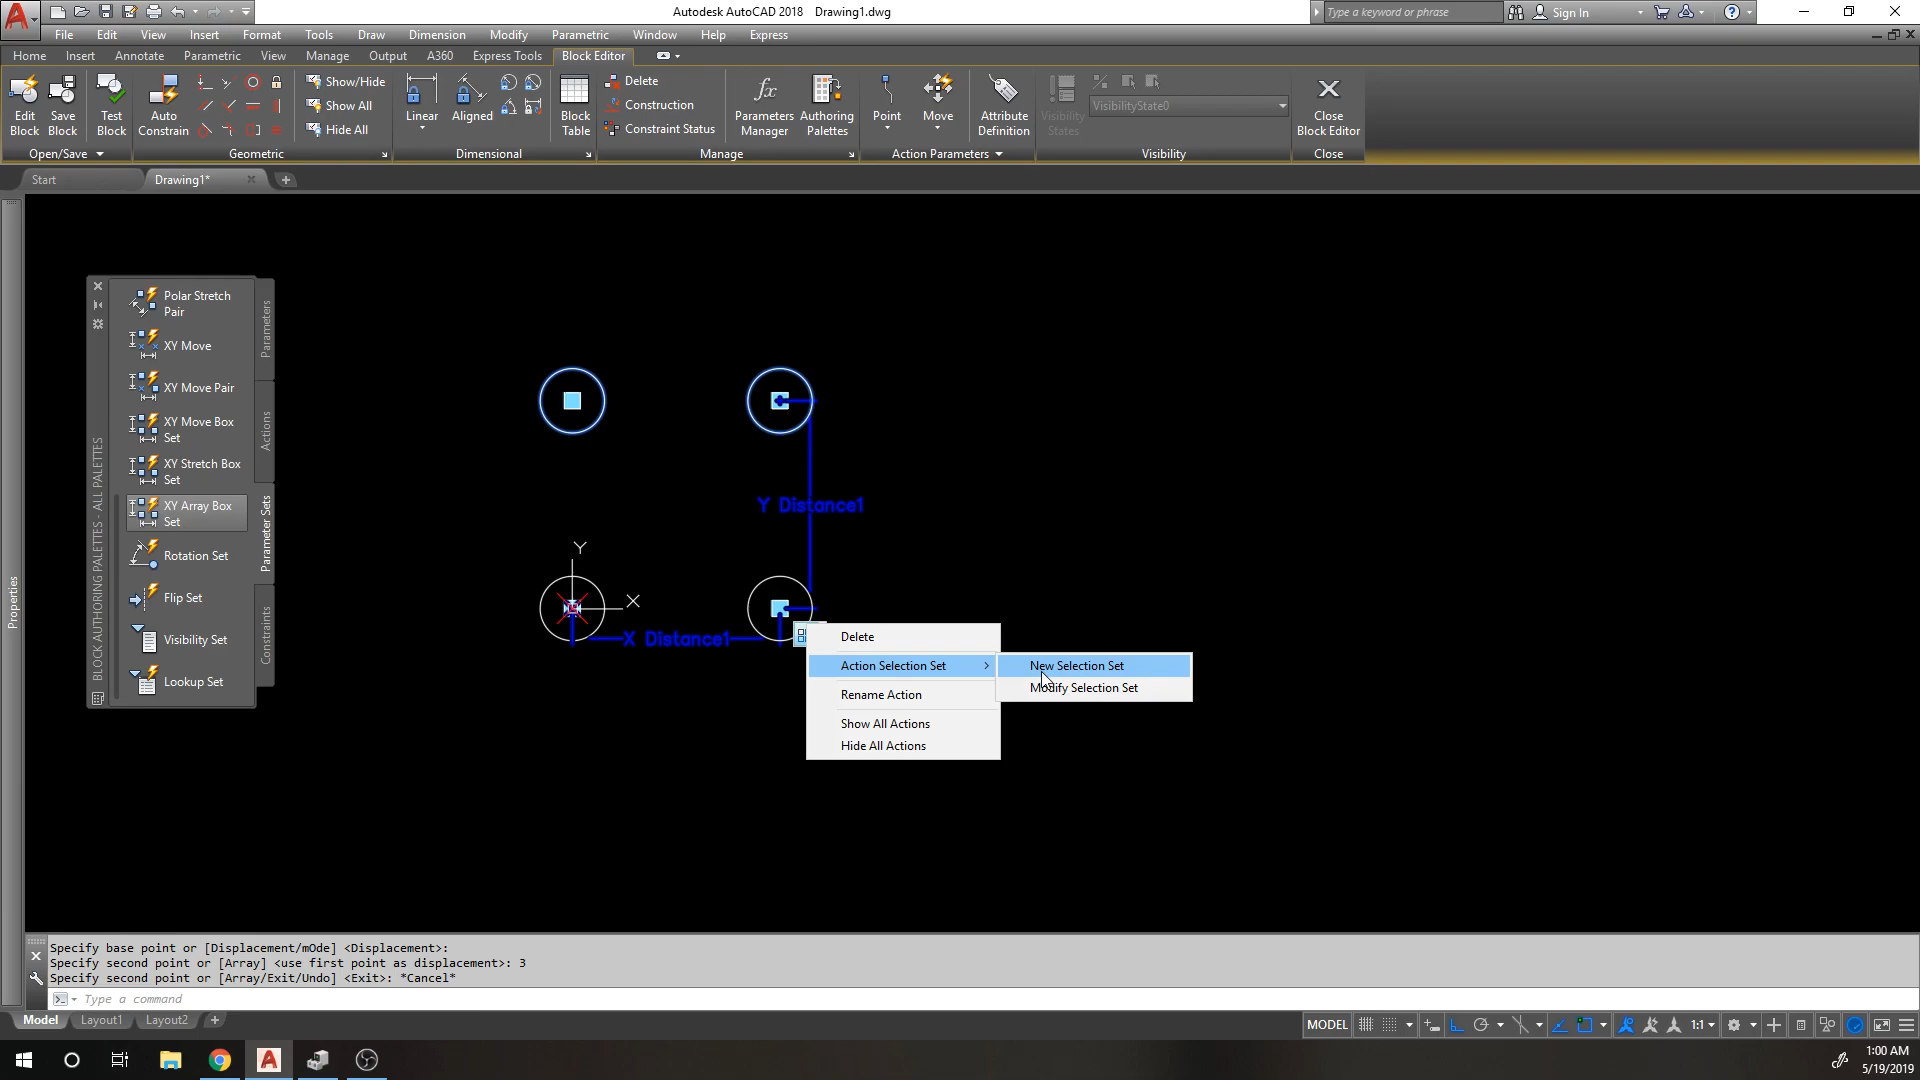 Autodesk AutoCAD 2018   Drawing1.dwg
Type a keyword or phrase
Sign In
File Edit View Insert Format Tools Draw Dimension Modify Parametric Window Help Express
Home Insert Annotate Parametric View Manage Output A360 Express Tools Block Editor
Edit Block
Save Block
Test Block
Auto Constrain
Show/Hide
Show All
Hide All
Linear
Aligned
Block Table
Delete
Construction
Constraint Status
Parameters Manager
Authoring Palettes
Point
Move
Attribute Definition
Visibility States
VisibilityState0
Close Block Editor
Open/Save
Geometric
Dimensional
Manage
Action Parameters
Visibility
Close
Start
Drawing1*
Properties
BLOCK AUTHORING PALETTES - ALL PALETTES
Polar Stretch
Pair
XY Move
XY Move Pair
XY Move Box
Set
XY Stretch Box
Set
XY Array Box
Set
Rotation Set
Flip Set
Visibility Set
Lookup Set
Parameters
Actions
Parameter Sets
Constraints
Y Distance1
Y
X
X Distance1
Delete
Action Selection Set
Rename Action
Show All Actions
Hide All Actions
New Selection Set
Modify Selection Set
Specify base point or [Displacement/mOde] <Displacement>:
Specify second point or [Array] <use first point as displacement>: 3
Specify second point or [Array/Exit/Undo] <Exit>: *Cancel*
Type a command
Model Layout1 Layout2
MODEL
1:1
1:00 AM
5/19/2019